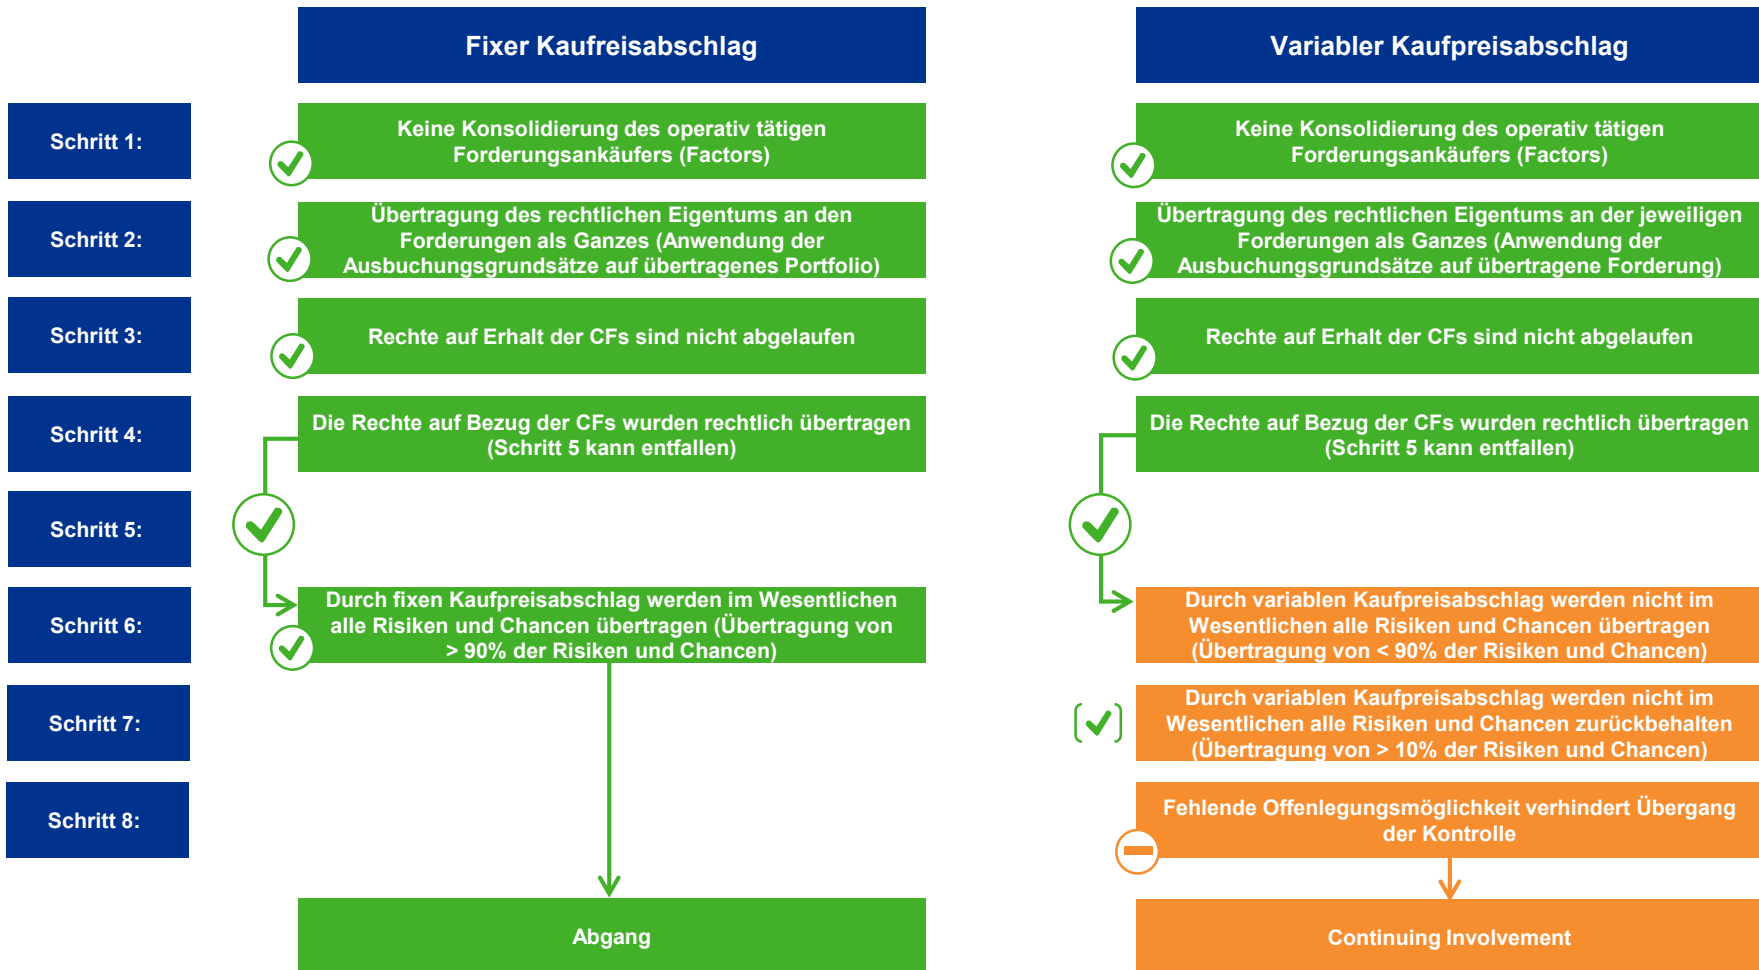 Fixer Kaufreisabschlag
Variabler Kaufpreisabschlag
Schritt 1:
Keine Konsolidierung des operativ tätigen
Forderungsankäufers (Factors)
Keine Konsolidierung des operativ tätigen
Forderungsankäufers (Factors)
Schritt 2:
Übertragung des rechtlichen Eigentums an den
Forderungen als Ganzes (Anwendung der
Ausbuchungsgrundsätze auf übertragenes Portfolio)
Übertragung des rechtlichen Eigentums an der jeweiligen
Forderungen als Ganzes (Anwendung der
Ausbuchungsgrundsätze auf übertragene Forderung)
Schritt 3:
Rechte auf Erhalt der CFs sind nicht abgelaufen
Rechte auf Erhalt der CFs sind nicht abgelaufen
Schritt 4:
Die Rechte auf Bezug der CFs wurden rechtlich übertragen
(Schritt 5 kann entfallen)
Die Rechte auf Bezug der CFs wurden rechtlich übertragen
(Schritt 5 kann entfallen)
Schritt 5:
Schritt 6:
Durch fixen Kaufpreisabschlag werden im Wesentlichen
alle Risiken und Chancen übertragen (Übertragung von
> 90% der Risiken und Chancen)
Durch variablen Kaufpreisabschlag werden nicht im
Wesentlichen alle Risiken und Chancen übertragen
(Übertragung von < 90% der Risiken und Chancen)
Schritt 7:
Durch variablen Kaufpreisabschlag werden nicht im
Wesentlichen alle Risiken und Chancen zurückbehalten
(Übertragung von > 10% der Risiken und Chancen)
Schritt 8:
Fehlende Offenlegungsmöglichkeit verhindert Übergang
der Kontrolle
Abgang
Continuing Involvement